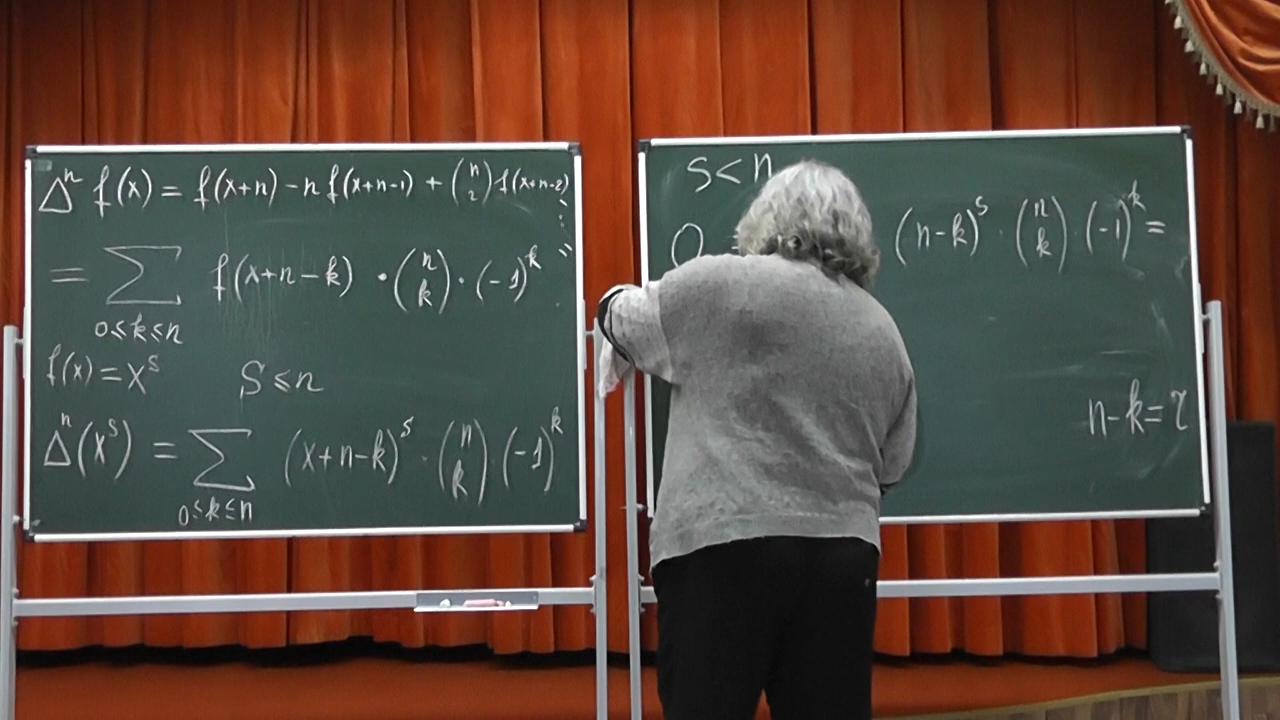 Δⁿ f(x) = f(x+n) - n f(x+n-1) + (n 2) · f(x+n-2) ...
= ∑ f(x+n-k) · (n k) · (-1)ᵏ
0≤k≤n
f(x) = xˢ S ≤ n
Δⁿ(xˢ) = ∑ (x+n-k)ˢ · (n k) · (-1)ᵏ
0≤k≤n
S < n
0 = (n-k)ˢ · (n k) · (-1)ᵏ =
n-k = r